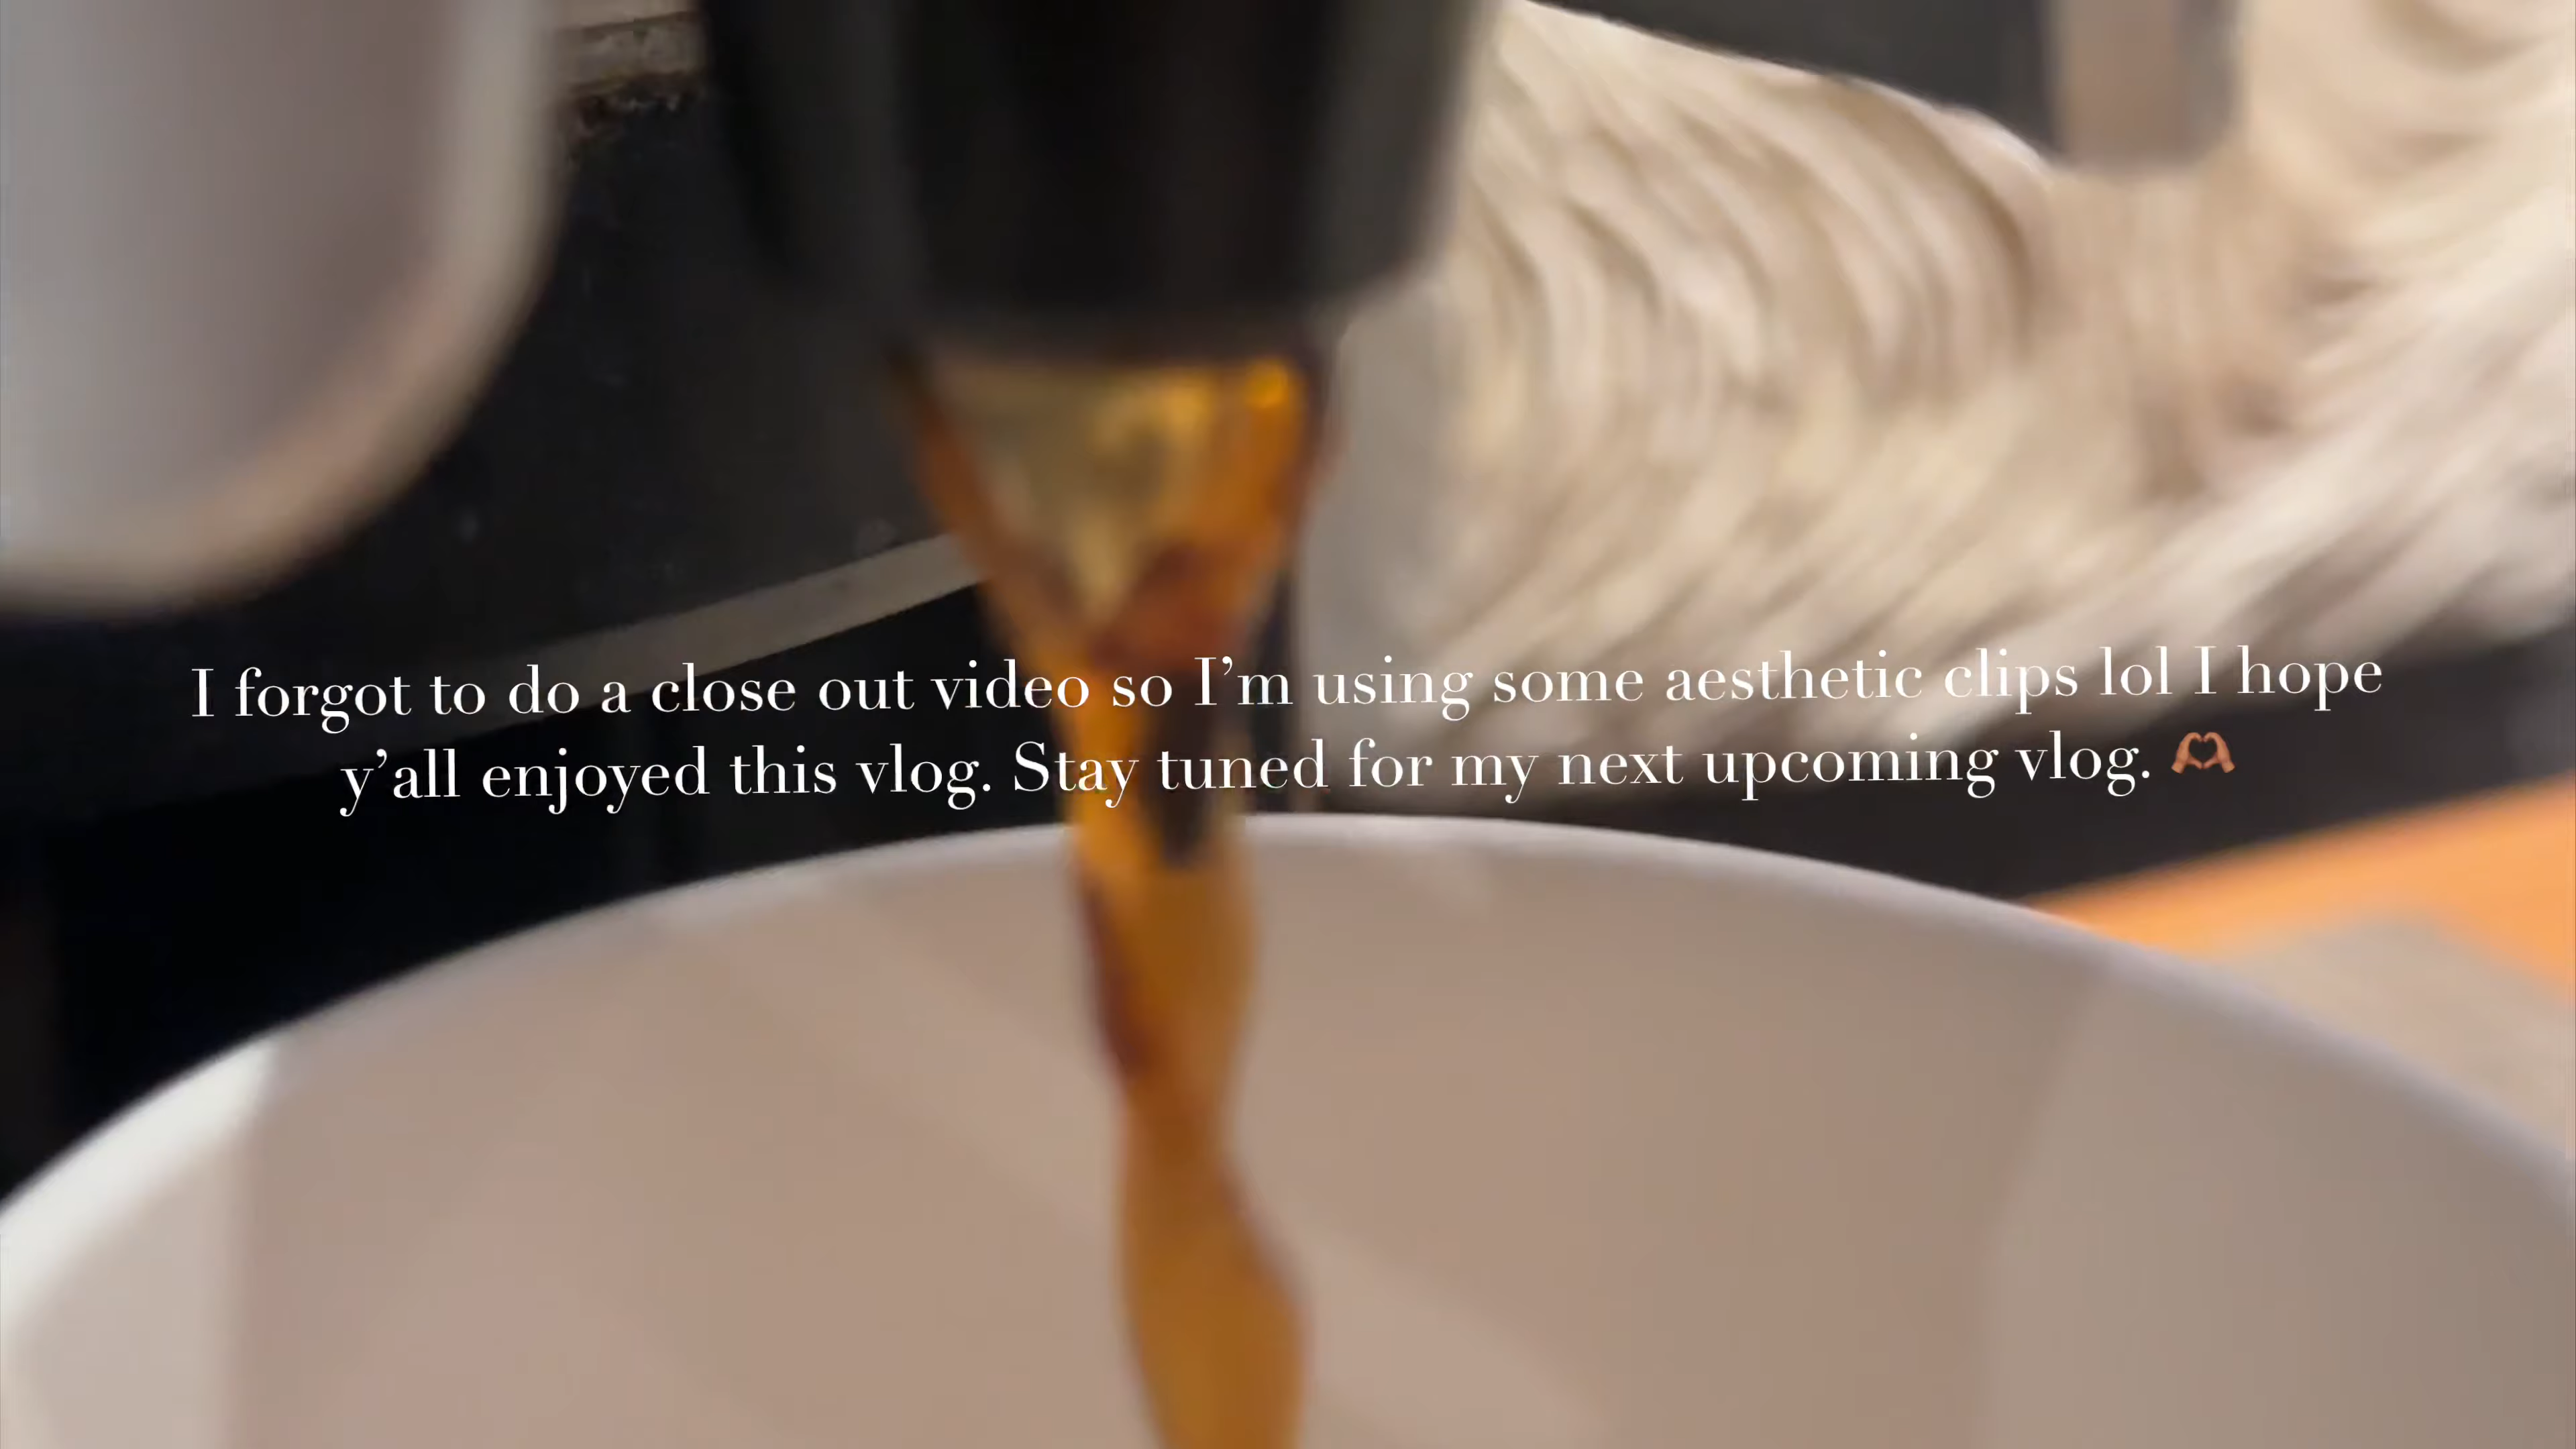 I forgot to do a close out video so I’m using some aesthetic clips lol I hope
y’all enjoyed this vlog. Stay tuned for my next upcoming vlog. 🫶🏽